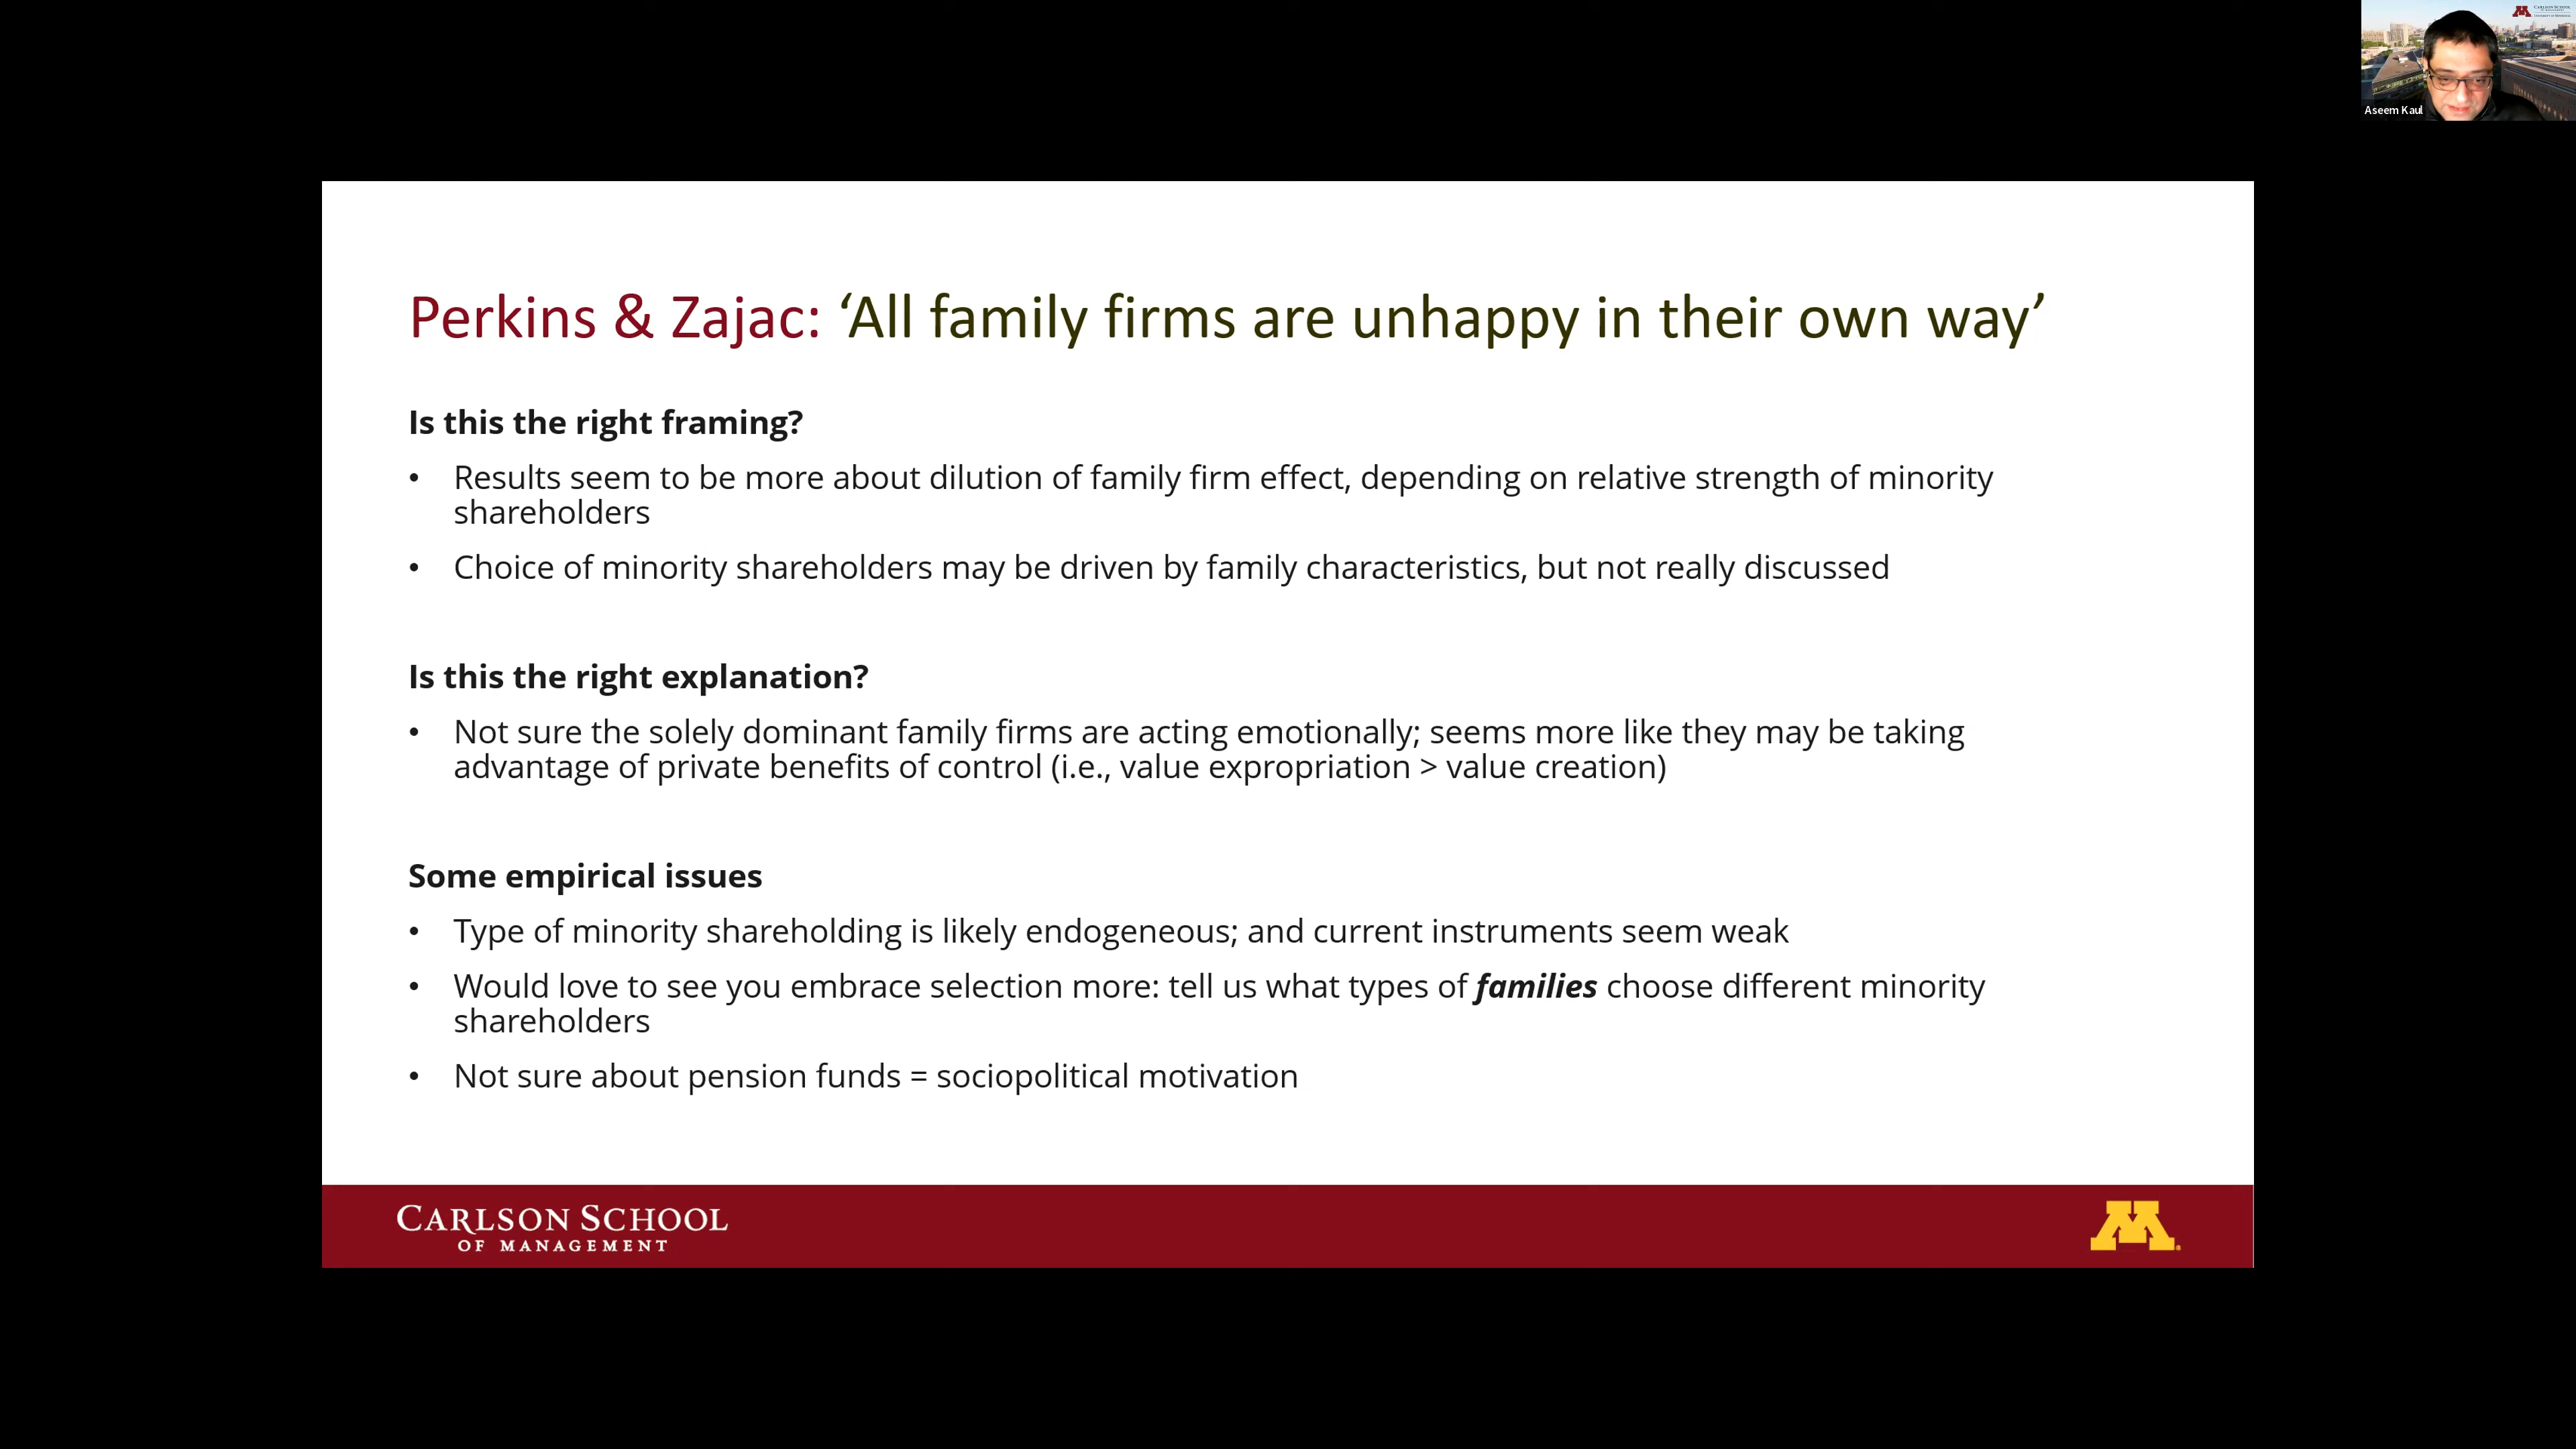 CARLSON SCHOOL
Aseem Kaul
Perkins & Zajac: ‘All family firms are unhappy in their own way’
Is this the right framing?
• Results seem to be more about dilution of family firm effect, depending on relative strength of minority
shareholders
• Choice of minority shareholders may be driven by family characteristics, but not really discussed
Is this the right explanation?
• Not sure the solely dominant family firms are acting emotionally; seems more like they may be taking
advantage of private benefits of control (i.e., value expropriation > value creation)
Some empirical issues
• Type of minority shareholding is likely endogeneous; and current instruments seem weak
• Would love to see you embrace selection more: tell us what types of families choose different minority
shareholders
• Not sure about pension funds = sociopolitical motivation
CARLSON SCHOOL
OF MANAGEMENT
M